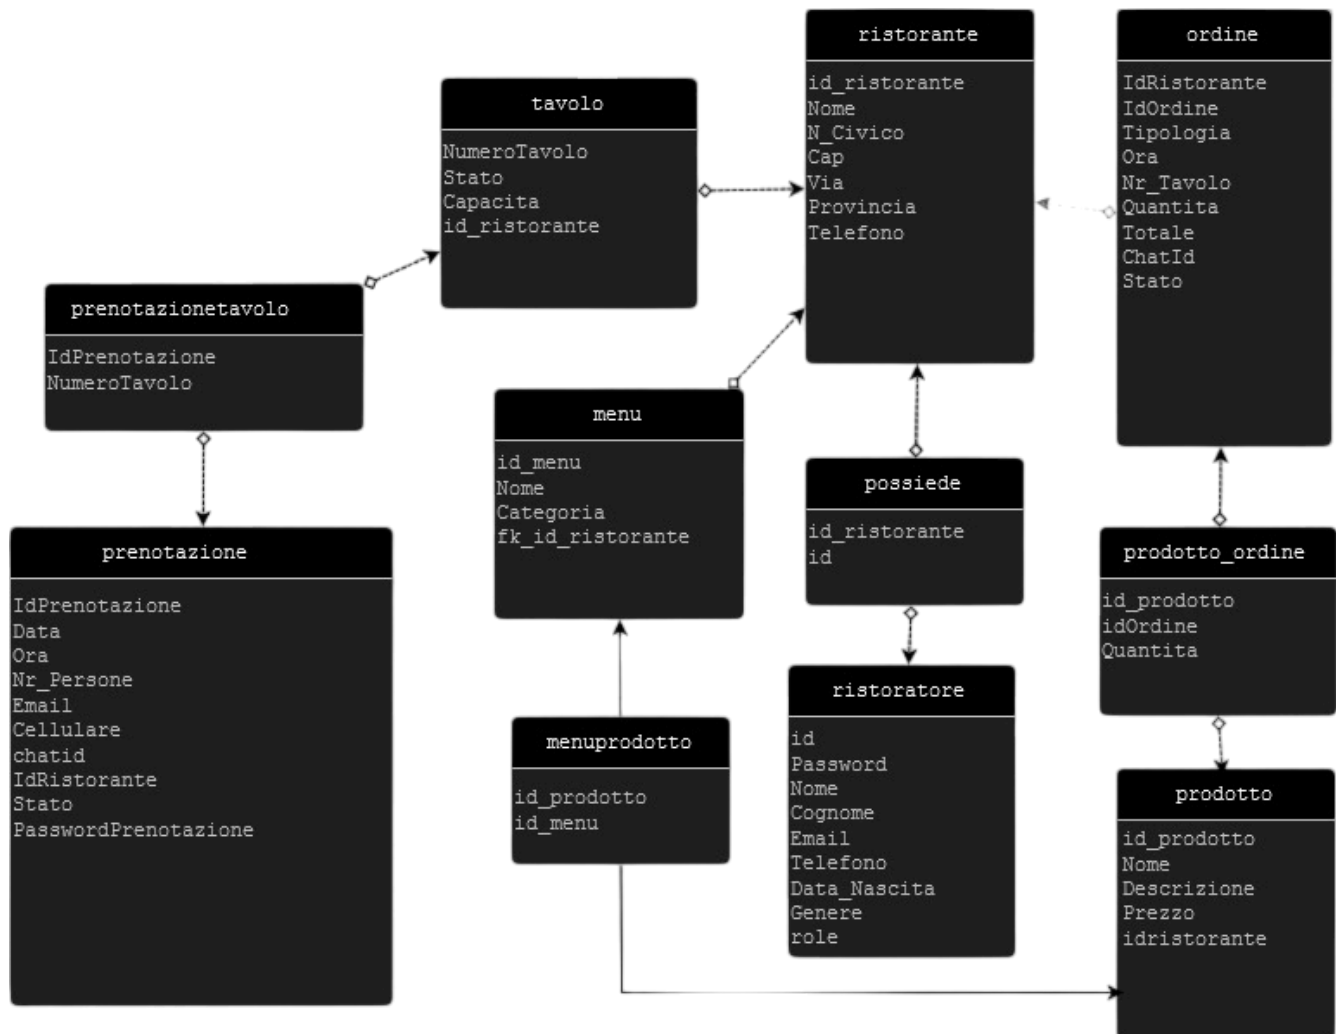 ristorante
id_ristorante
Nome
N_Civico
Cap
Via
Provincia
Telefono
ordine
IdRistorante
IdOrdine
Tipologia
Ora
Nr_Tavolo
Quantita
Totale
ChatId
Stato
tavolo
NumeroTavolo
Stato
Capacita
id_ristorante
prenotazionetavolo
IdPrenotazione
NumeroTavolo
menu
id_menu
Nome
Categoria
fk_id_ristorante
possiede
id_ristorante
id
prenotazione
IdPrenotazione
Data
Ora
Nr_Persone
Email
Cellulare
chatid
IdRistorante
Stato
PasswordPrenotazione
prodotto_ordine
id_prodotto
idOrdine
Quantita
ristoratore
id
Password
Nome
Cognome
Email
Telefono
Data_Nascita
Genere
role
menuprodotto
id_prodotto
id_menu
prodotto
id_prodotto
Nome
Descrizione
Prezzo
idristorante